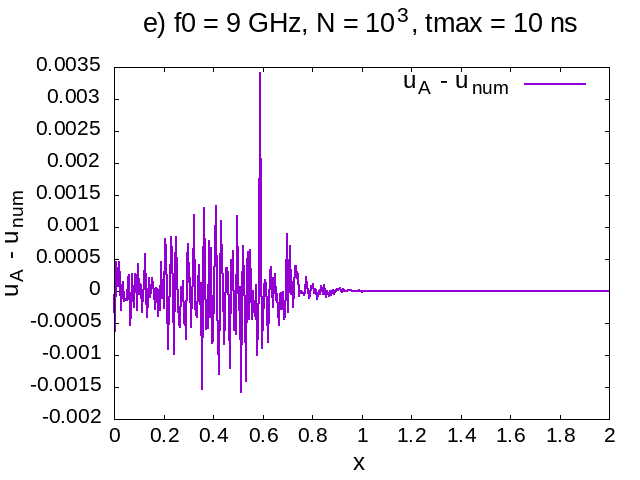 e) f0 = 9 GHz, N = 10³, tmax = 10 ns
u_A - u_num
0.0035
0.003
0.0025
0.002
0.0015
0.001
0.0005
0
-0.0005
-0.001
-0.0015
-0.002
u_A - u_num
0 0.2 0.4 0.6 0.8 1 1.2 1.4 1.6 1.8 2
x